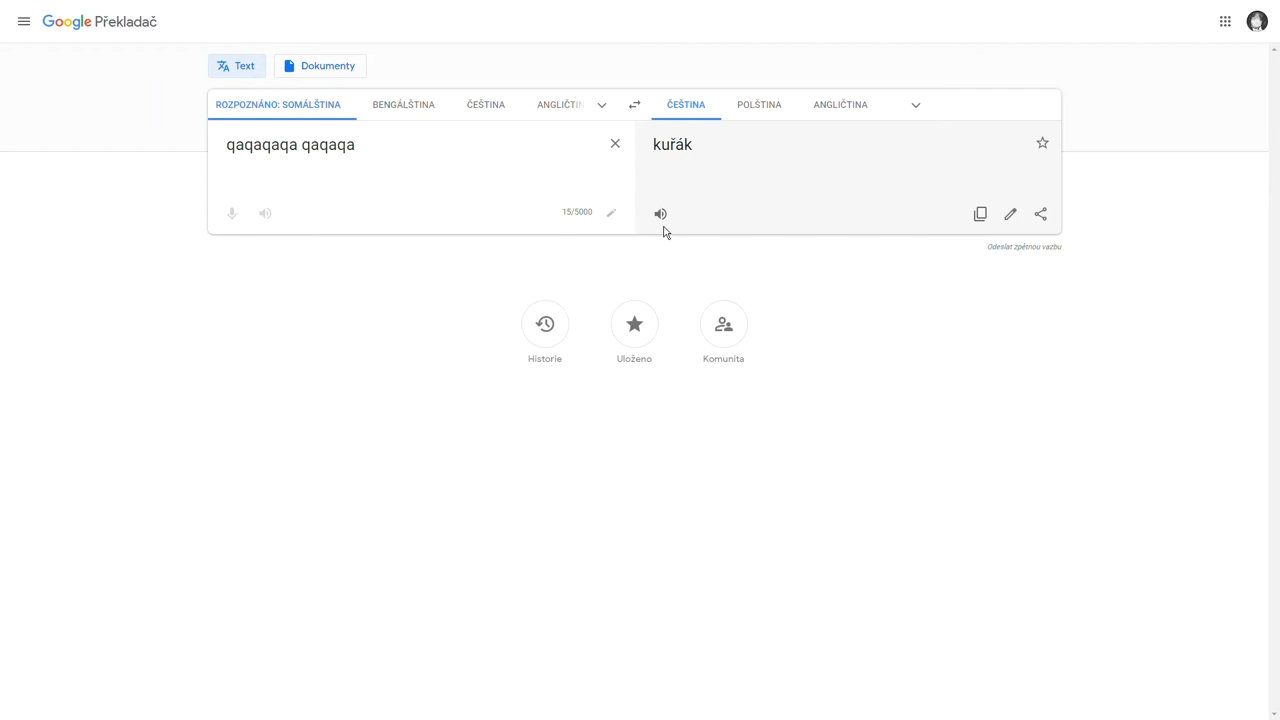 Google Překladač
Text
Dokumenty
ROZPOZNÁNO: SOMÁLŠTINA
BENGÁLŠTINA
ČEŠTINA
ANGLIČTIN
ČEŠTINA
POLŠTINA
ANGLIČTINA
qaqaqaqa qaqaqa
kuřák
15/5000
Odeslat zpětnou vazbu
Historie
Uloženo
Komunita